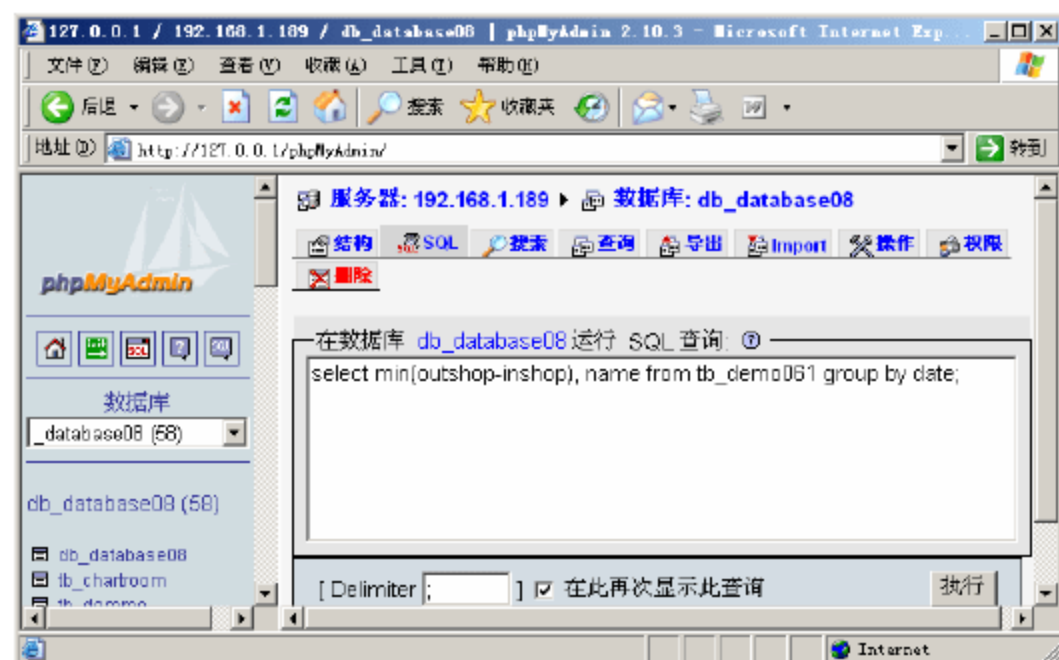 127.0.0.1 / 192.168.1.189 / db_database08 | phpMyAdmin 2.10.3 - Microsoft Internet Exp...
文件(F) 编辑(E) 查看(V) 收藏(A) 工具(T) 帮助(H)
后退 搜索 收藏夹
地址(D) http://127.0.0.1/phpMyAdmin/ 转到
服务器: 192.168.1.189 ▸ 数据库: db_database08
结构 SQL 搜索 查询 导出 Import 操作 权限
删除
phpMyAdmin
SQL
数据库
_database08 (58)
db_database08 (58)
db_database08
tb_chartroom
在数据库 db_database08 运行 SQL 查询:
select min(outshop-inshop), name from tb_demo061 group by date;
[ Delimiter ; ] 在此再次显示此查询 执行
Internet